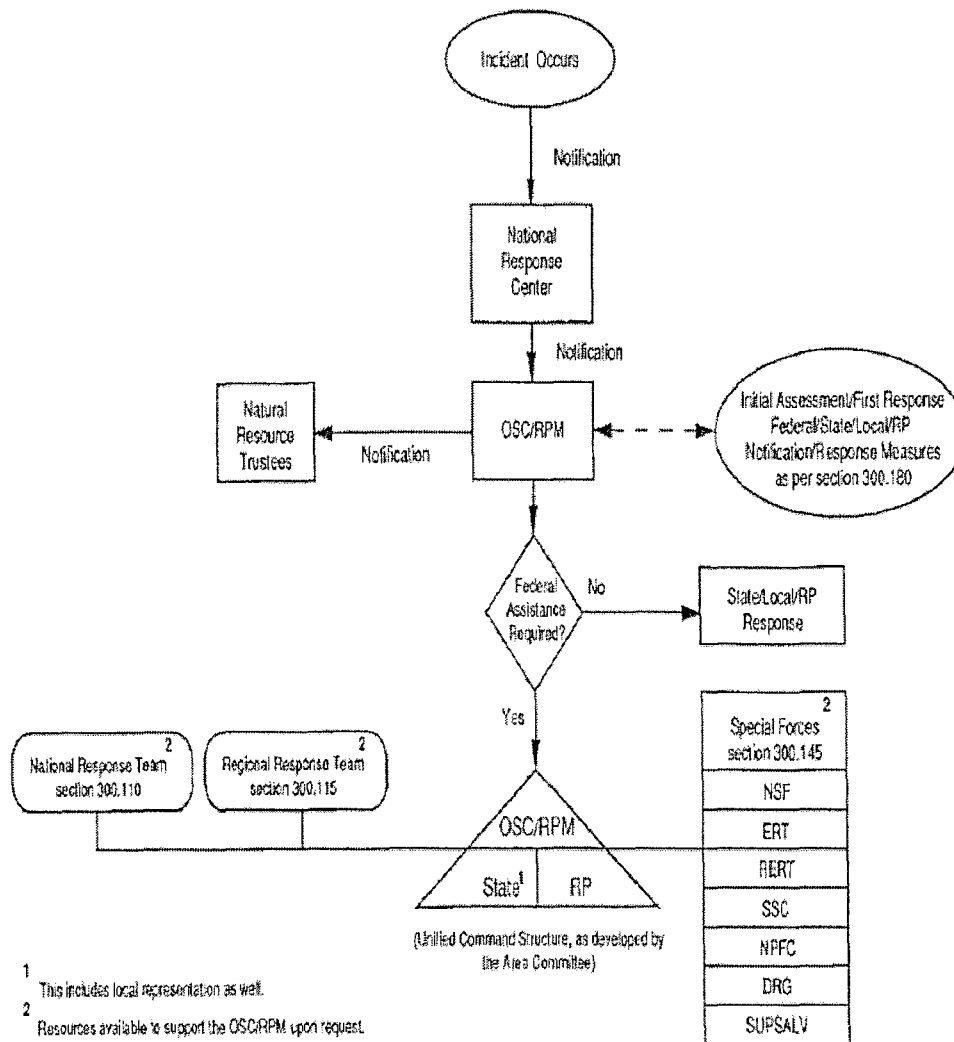 Incident Occurs
Notification
National
Response
Center
Notification
Natural
Resource
Trustees
Notification
OSC/RPM
Initial Assessment/First Response
Federal/State/Local/RP
Notification/Response Measures
as per section 300.180
Federal
Assistance
Required?
No
State/Local/RP
Response
Yes
2
National Response Team
section 300.110
2
Regional Response Team
section 300.115
OSC/RPM
State1
RP
(Unified Command Structure, as developed by
the Area Committee)
2
Special Forces
section 300.145
NSF
ERT
RERT
SSC
NPFC
DRG
SUPSALV
1
This includes local representation as well.
2
Resources available to support the OSC/RPM upon request.